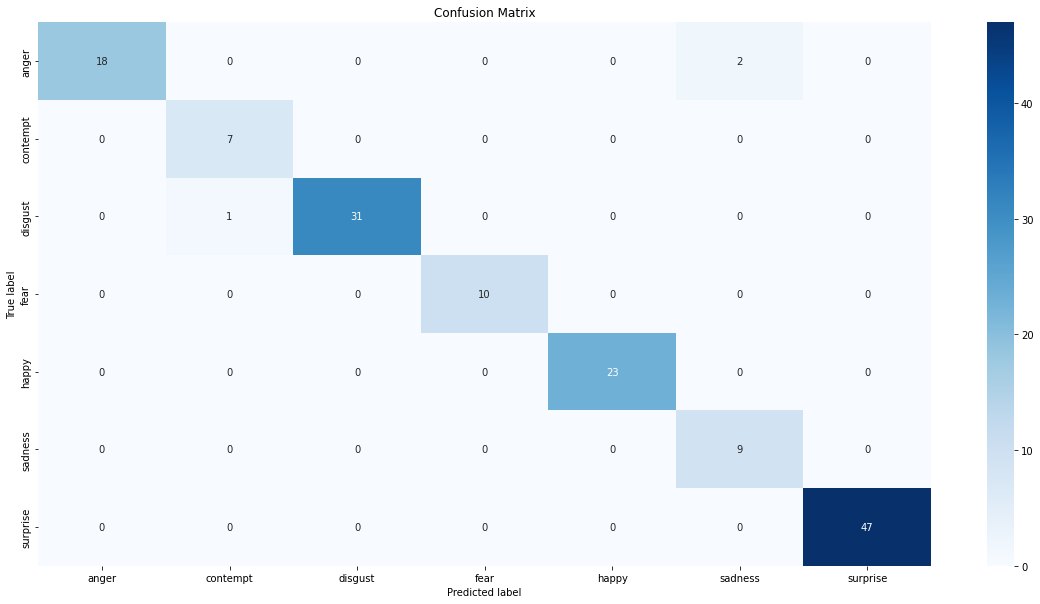 Confusion Matrix
anger 18 0 0 0 0 2 0
contempt 0 7 0 0 0 0 0
disgust 0 1 31 0 0 0 0
fear 0 0 0 10 0 0 0
happy 0 0 0 0 23 0 0
sadness 0 0 0 0 0 9 0
surprise 0 0 0 0 0 0 47
True label
anger contempt disgust fear happy sadness surprise
Predicted label
40
30
20
10
0